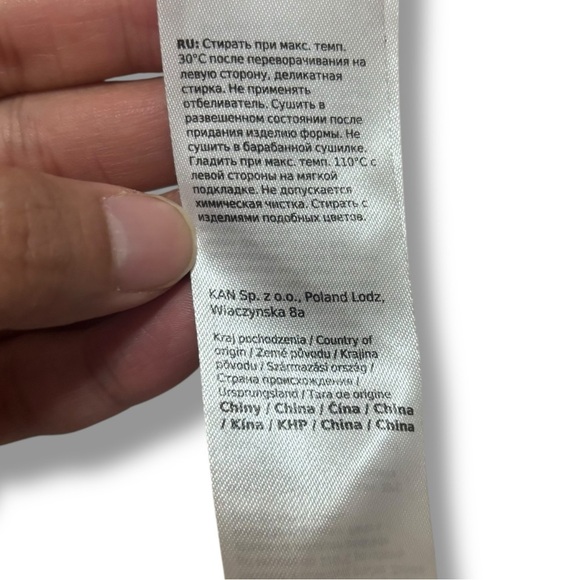 RU: Стирать при макс. темп.
30°C после переворачивания на
левую сторону, деликатная
стирка. Не применять
отбеливатель. Сушить в
развешенном состоянии после
придания изделию формы. Не
сушить в барабанной сушилке.
Гладить при макс. темп. 110°C с
левой стороны на мягкой
подкладке. Не допускается
химическая чистка. Стирать с
изделиями подобных цветов.
KAN Sp. z o.o., Poland Lodz,
Wiaczynska 8a
Kraj pochodzenia / Country of
origin / Země původu / Krajina
pôvodu / Származási ország /
Страна происхождения /
Ursprungsland / Țara de origine
Chiny / China / Čína / China
/ Kína / КНР / China / China